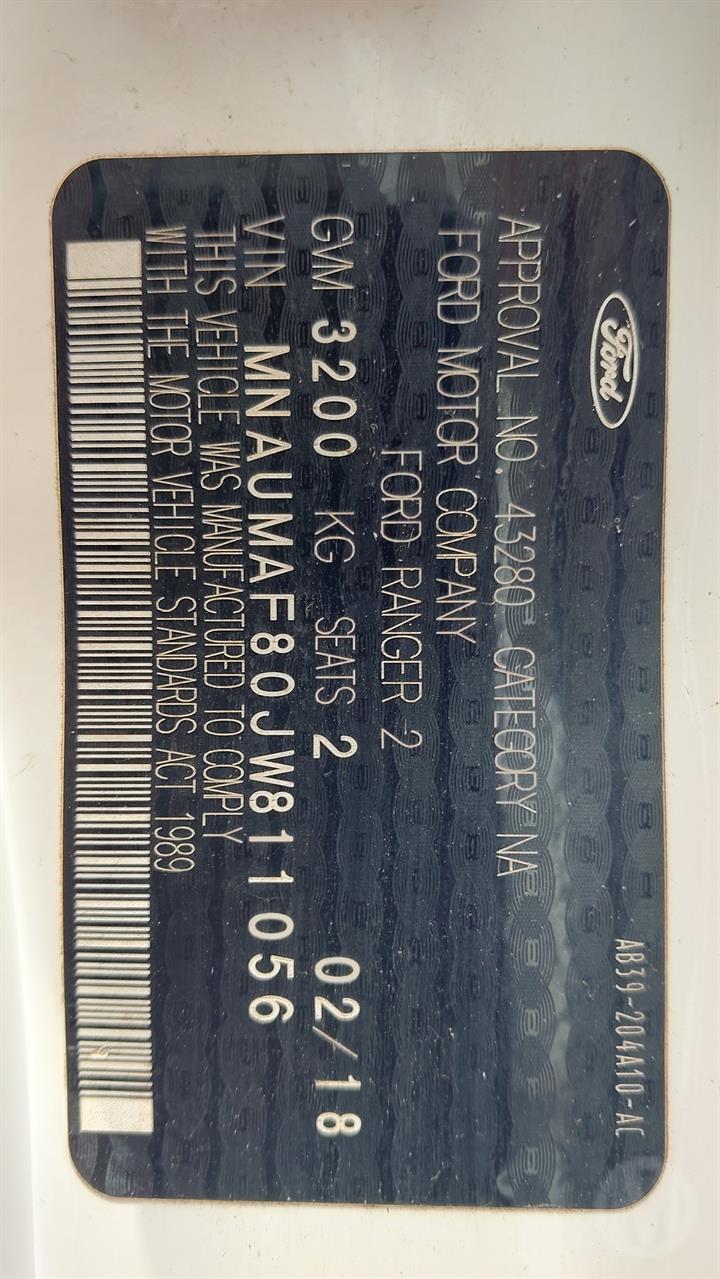 Ford
AB39-204A10-AC
APPROVAL NO. 43280 CATEGORY NA
FORD MOTOR COMPANY
FORD RANGER 2
GVM 3200 KG SEATS 2 02/18
VIN MNAUMAF80JW811056
THIS VEHICLE WAS MANUFACTURED TO COMPLY
WITH THE MOTOR VEHICLE STANDARDS ACT 1989